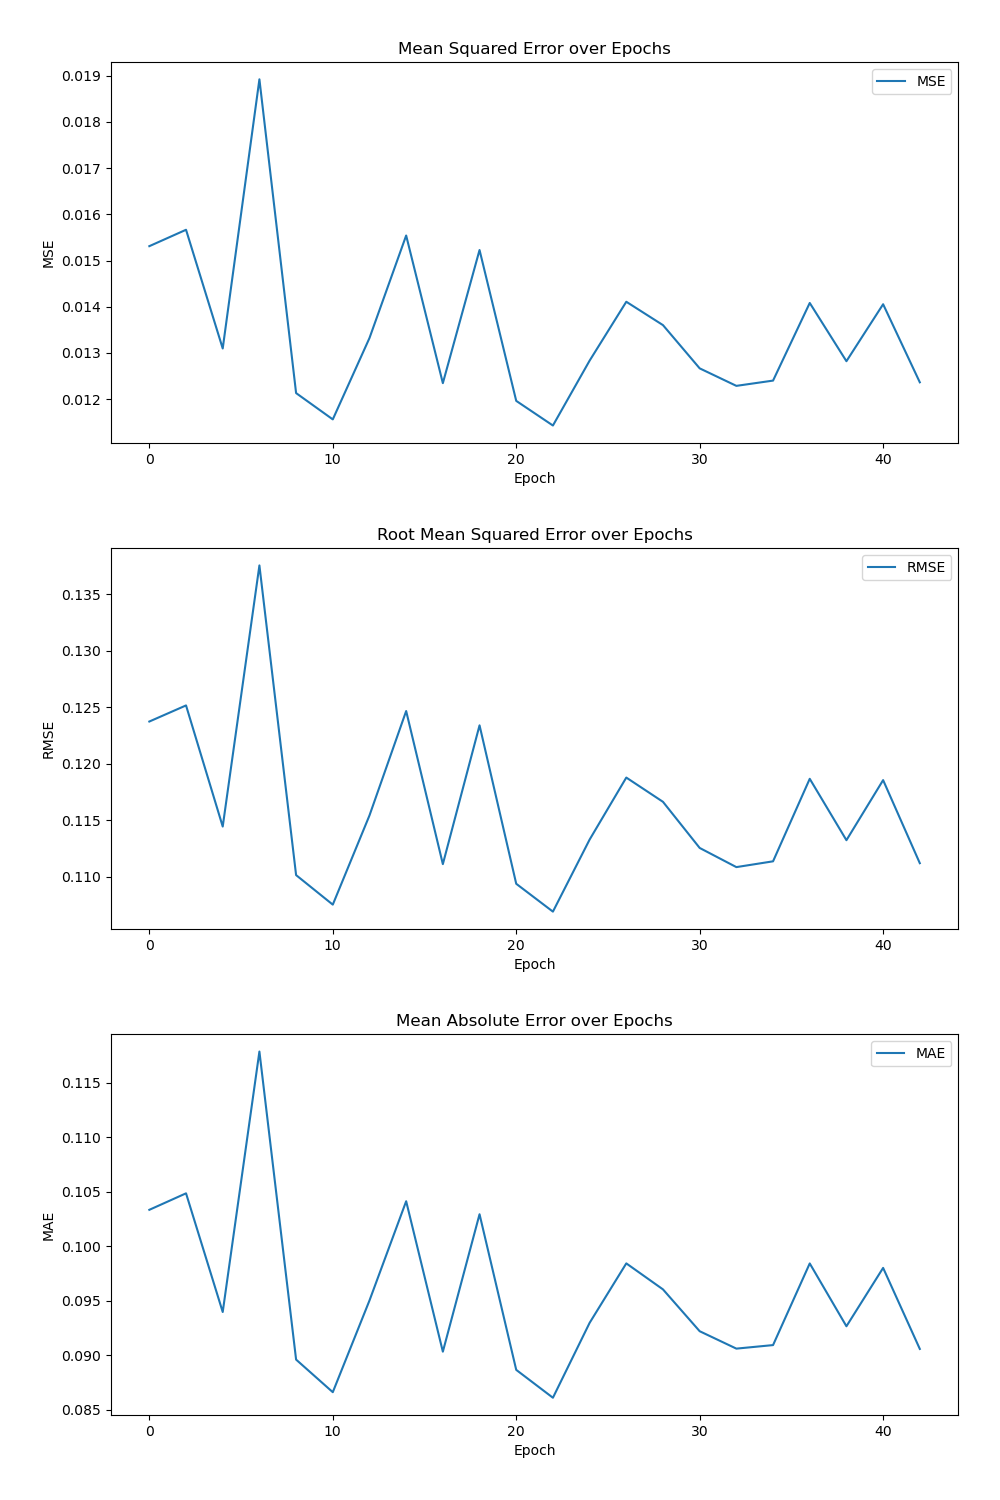 Mean Squared Error over Epochs
MSE
0.019
0.018
0.017
0.016
0.015
0.014
0.013
0.012
MSE
0 10 20 30 40
Epoch
Root Mean Squared Error over Epochs
RMSE
0.135
0.130
0.125
0.120
0.115
0.110
RMSE
0 10 20 30 40
Epoch
Mean Absolute Error over Epochs
MAE
0.115
0.110
0.105
0.100
0.095
0.090
0.085
MAE
0 10 20 30 40
Epoch